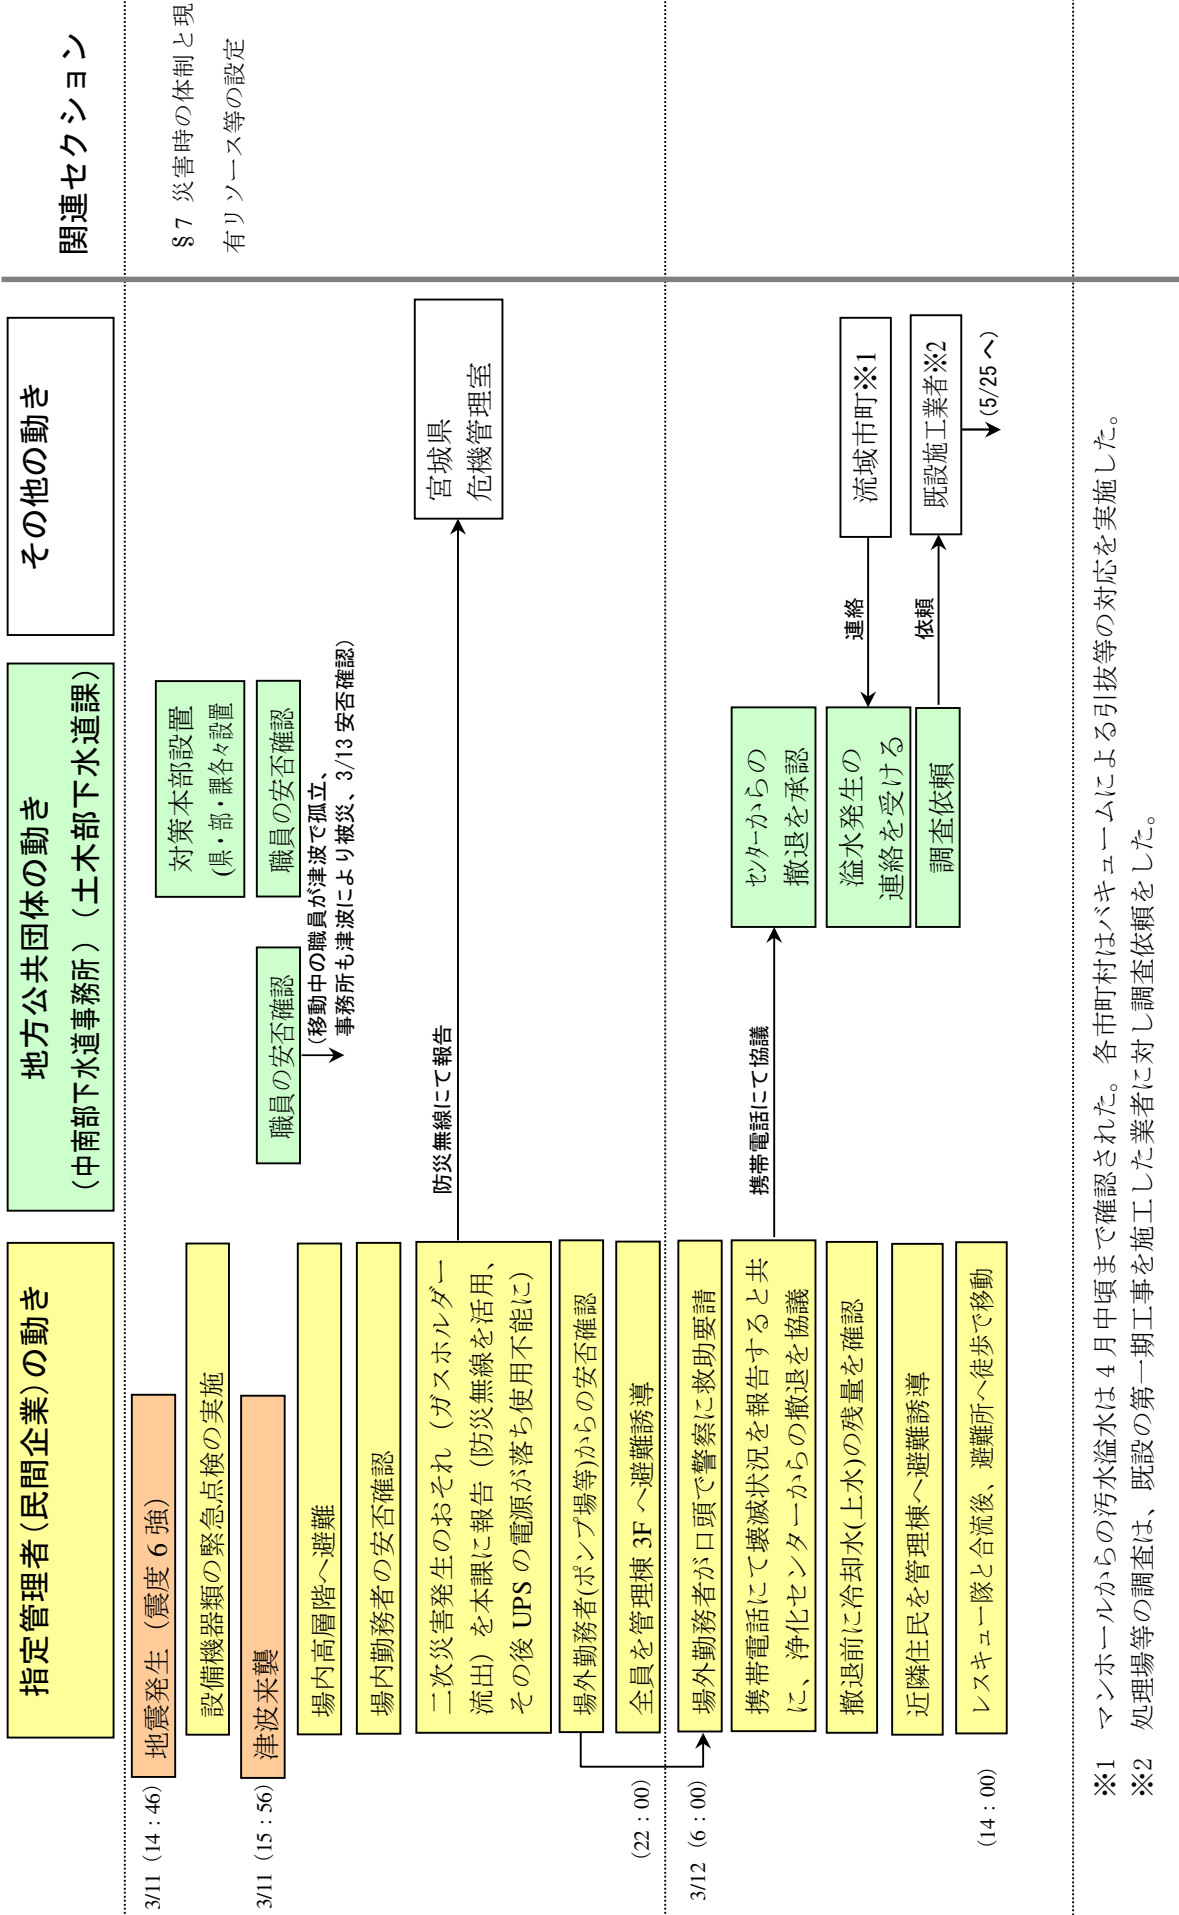 指定管理者(民間企業)の動き
地方公共団体の動き
(中南部下水道事務所)(土木部下水道課)
その他の動き
関連セクション
3/11（14：46）
地震発生（震度 6 強）
設備機器類の緊急点検の実施
対策本部設置
(県・部・課各々設置
§7 災害時の体制と現
有リソース等の設定
3/11（15：56）
津波来襲
職員の安否確認
職員の安否確認
(移動中の職員が津波で孤立、
事務所も津波により被災、3/13 安否確認)
場内高層階へ避難
場内勤務者の安否確認
二次災害発生のおそれ（ガスホルダー
流出）を本課に報告（防災無線を活用、
その後 UPS の電源が落ち使用不能に）
防災無線にて報告
宮城県
危機管理室
場外勤務者(ポンプ場等)からの安否確認
(22：00)
全員を管理棟 3F へ避難誘導
3/12（6：00）
場外勤務者が口頭で警察に救助要請
携帯電話にて壊滅状況を報告すると共
に、浄化センターからの撤退を協議
携帯電話にて協議
ｾﾝﾀｰからの
撤退を承認
撤退前に冷却水(上水)の残量を確認
溢水発生の
連絡を受ける
連絡
流域市町※1
近隣住民を管理棟へ避難誘導
調査依頼
依頼
既設施工業者※2
(5/25 へ)
(14：00)
レスキュー隊と合流後、避難所へ徒歩で移動
※1 マンホールからの汚水溢水は 4 月中頃まで確認された。各市町村はバキュームによる引抜等の対応を実施した。
※2 処理場等の調査は、既設の第一期工事を施工した業者に対し調査依頼をした。